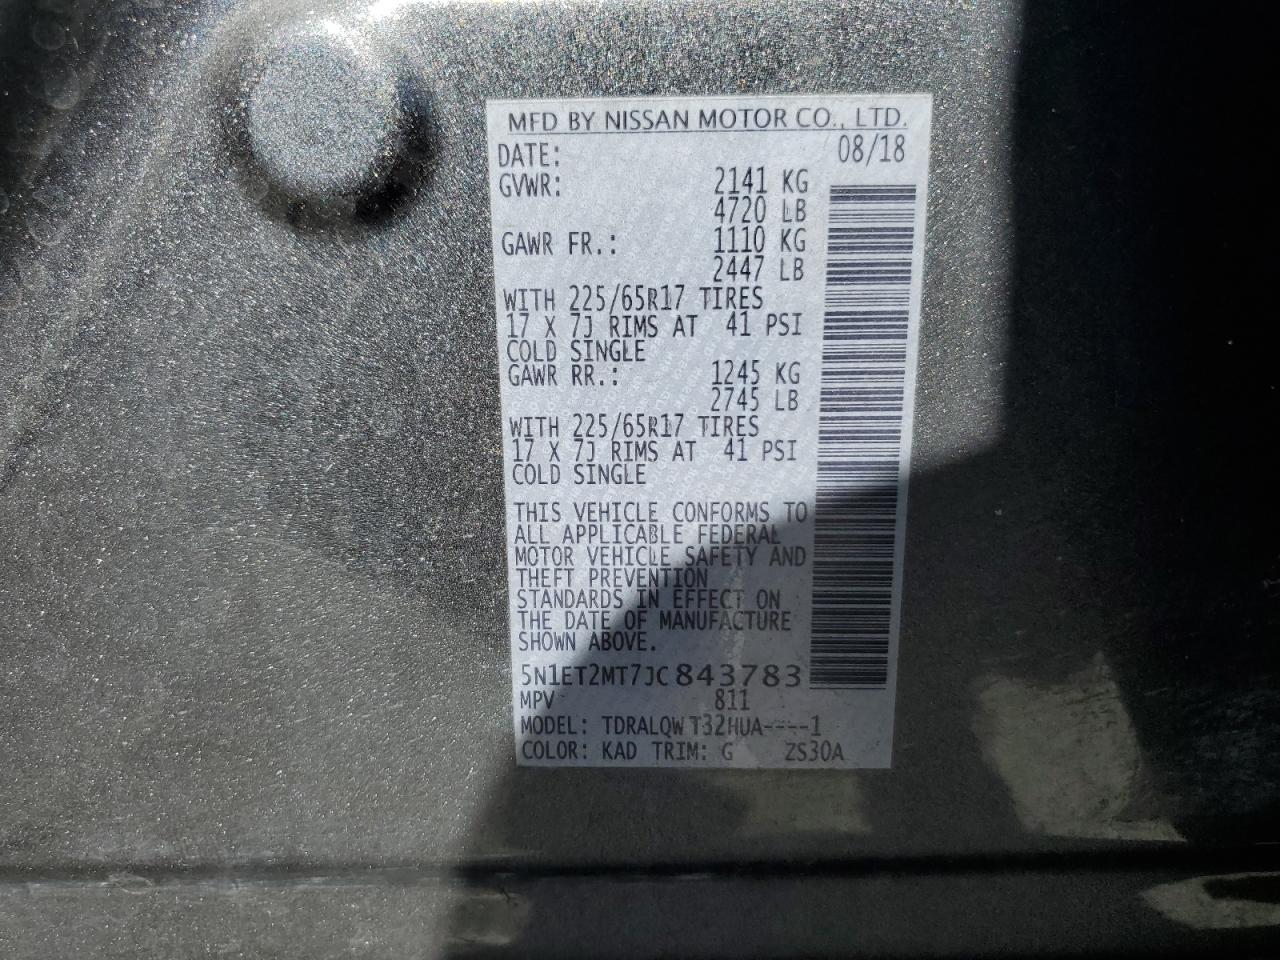 MFD BY NISSAN MOTOR CO., LTD.
DATE: 08/18
GVWR: 2141 KG
4720 LB
GAWR FR.: 1110 KG
2447 LB
WITH 225/65R17 TIRES
17 X 7J RIMS AT 41 PSI
COLD SINGLE
GAWR RR.: 1245 KG
2745 LB
WITH 225/65R17 TIRES
17 X 7J RIMS AT 41 PSI
COLD SINGLE
THIS VEHICLE CONFORMS TO
ALL APPLICABLE FEDERAL
MOTOR VEHICLE SAFETY AND
THEFT PREVENTION
STANDARDS IN EFFECT ON
THE DATE OF MANUFACTURE
SHOWN ABOVE.
5N1ET2MT7JC843783
MPV 811
MODEL: TDRALQW T32HUA----1
COLOR: KAD TRIM: G ZS30A